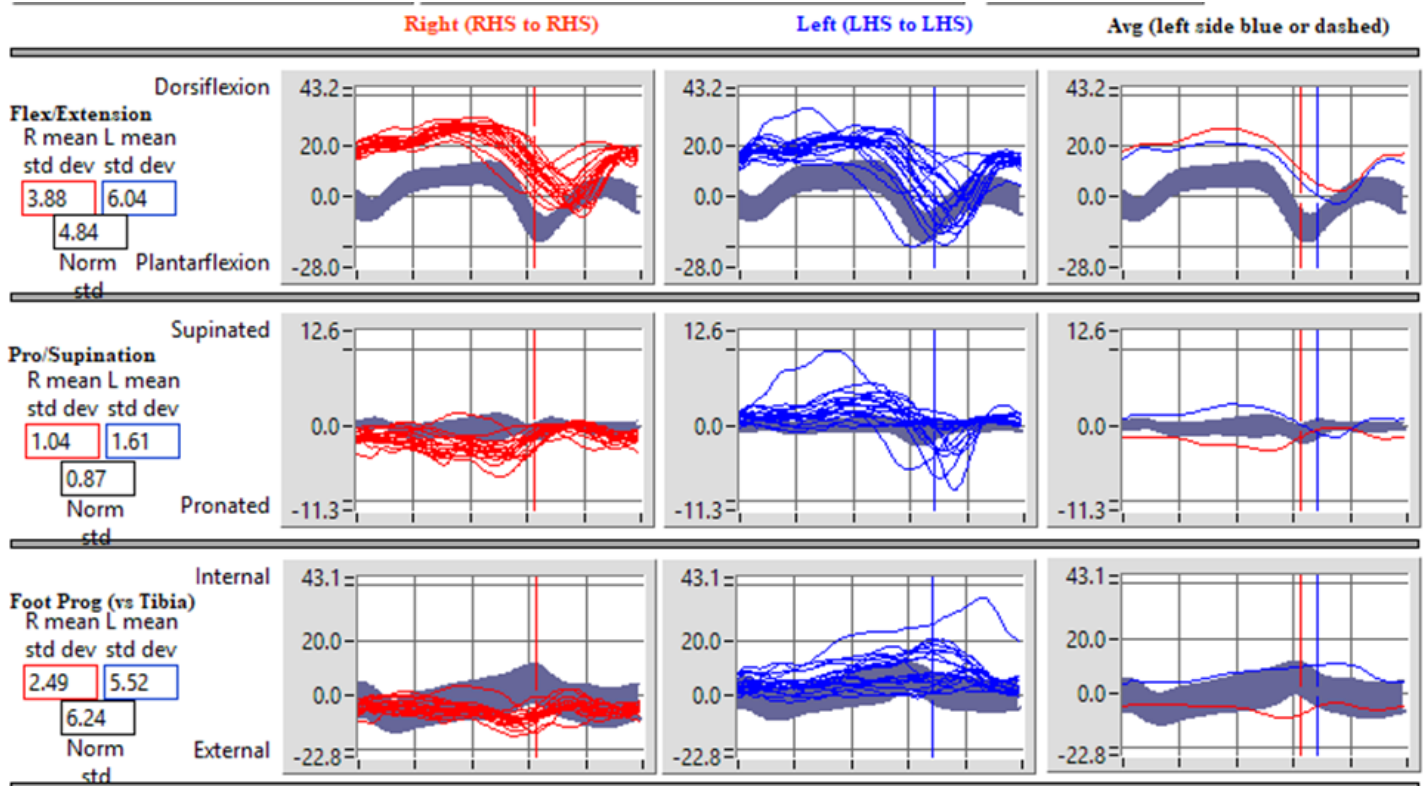 Right (RHS to RHS) Left (LHS to LHS) Avg (left side blue or dashed)
Dorsiflexion
Flex/Extension
R mean L mean
std dev std dev
3.88 6.04
4.84
Norm Plantarflexion
std
43.2
20.0
0.0
-28.0
43.2
20.0
0.0
-28.0
43.2
20.0
0.0
-28.0
Supinated
Pro/Supination
R mean L mean
std dev std dev
1.04 1.61
0.87
Norm Pronated
std
12.6
0.0
-11.3
12.6
0.0
-11.3
12.6
0.0
-11.3
Internal
Foot Prog (vs Tibia)
R mean L mean
std dev std dev
2.49 5.52
6.24
Norm External
std
43.1
20.0
0.0
-22.8
43.1
20.0
0.0
-22.8
43.1
20.0
0.0
-22.8